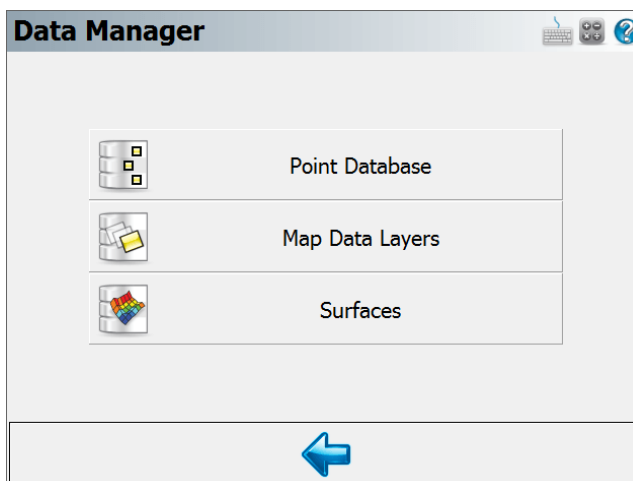 Data Manager
Point Database
Map Data Layers
Surfaces